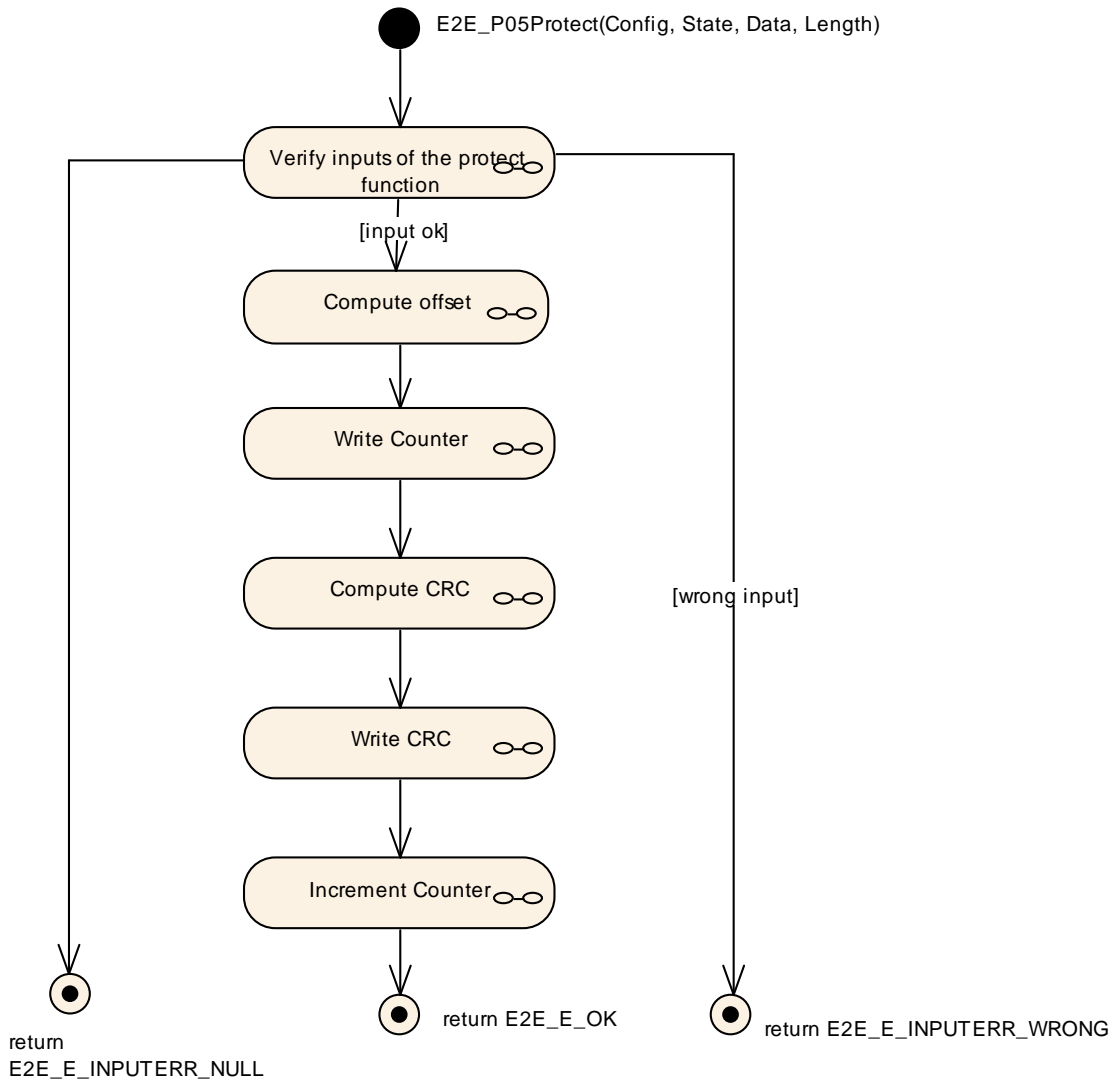 E2E_P05Protect(Config, State, Data, Length)
Verify inputs of the protect
function
[input ok]
Compute offset
Write Counter
Compute CRC
[wrong input]
Write CRC
Increment Counter
return E2E_E_OK
return E2E_E_INPUTERR_WRONG
return
E2E_E_INPUTERR_NULL